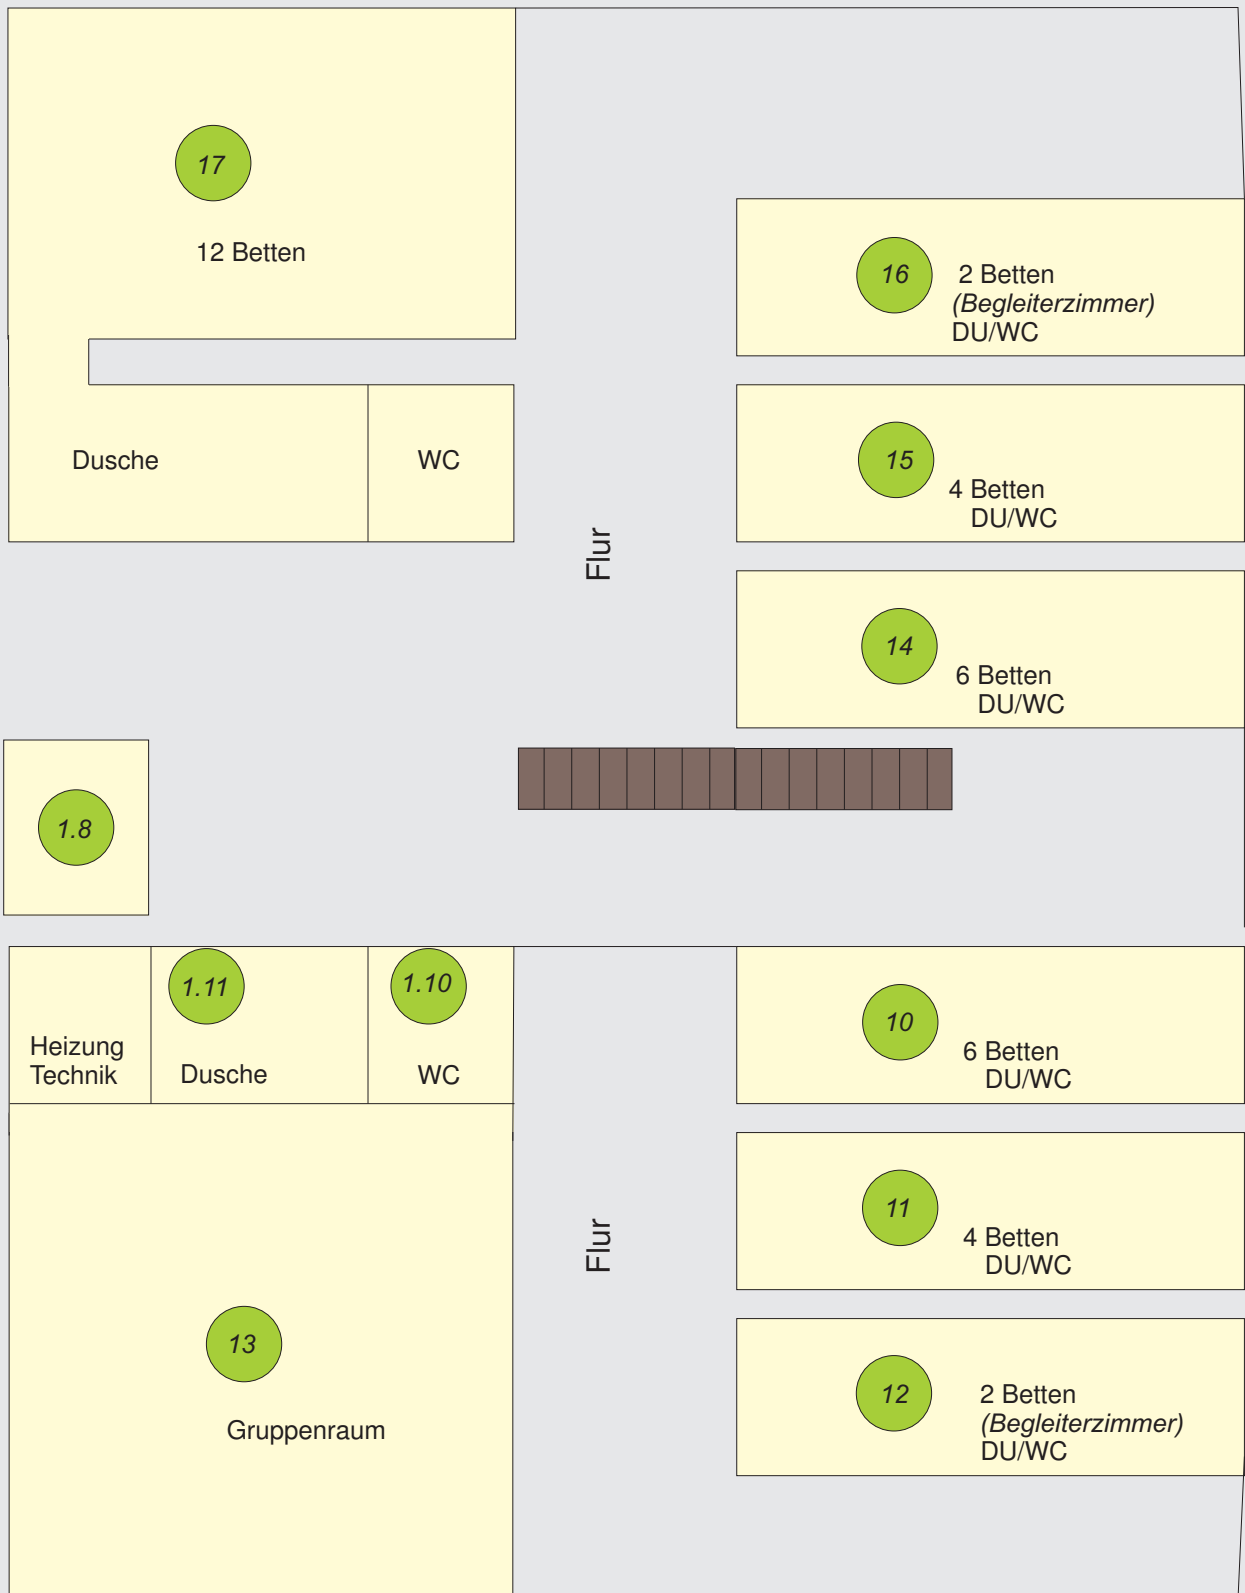 17
12 Betten
16
2 Betten
(Begleiterzimmer)
DU/WC
Dusche
WC
15
4 Betten
DU/WC
Flur
14
6 Betten
DU/WC
1.8
1.11
1.10
Heizung
Technik
Dusche
WC
10
6 Betten
DU/WC
11
4 Betten
DU/WC
Flur
13
Gruppenraum
12
2 Betten
(Begleiterzimmer)
DU/WC